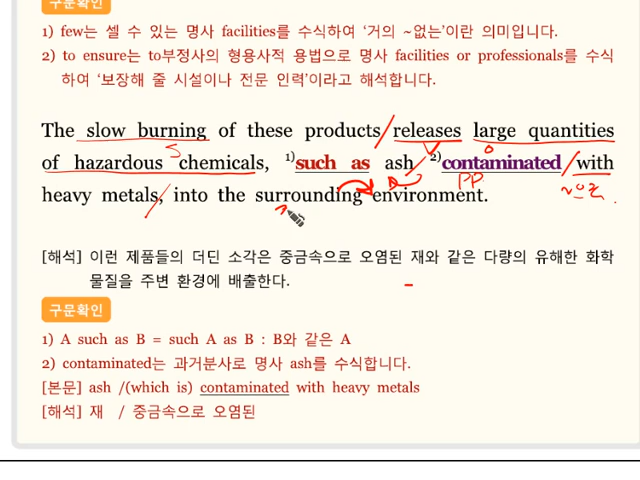 구문확인
1) few는 셀 수 있는 명사 facilities를 수식하여 ‘거의 ~없는’이란 의미입니다.
2) to ensure는 to부정사의 형용사적 용법으로 명사 facilities or professionals를 수식
하여 ‘보장해 줄 시설이나 전문 인력’이라고 해석합니다.
The slow burning of these products releases large quantities
of hazardous chemicals, 1)such as ash 2)contaminated with
heavy metals, into the surrounding environment.
S V O
PP.
[해석] 이런 제품들의 더딘 소각은 중금속으로 오염된 재와 같은 다량의 유해한 화학
물질을 주변 환경에 배출한다.
구문확인
1) A such as B = such A as B : B와 같은 A
2) contaminated는 과거분사로 명사 ash를 수식합니다.
[본문] ash /(which is) contaminated with heavy metals
[해석] 재 / 중금속으로 오염된